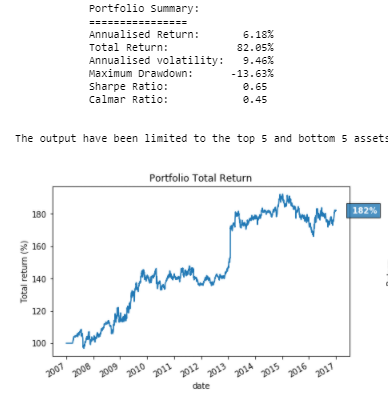 Portfolio Summary:
================
Annualised Return: 6.18%
Total Return: 82.05%
Annualised Volatility: 9.46%
Maximum Drawdown: -13.63%
Sharpe Ratio: 0.65
Calmar Ratio: 0.45
The output have been limited to the top 5 and bottom 5 assets
Portfolio Total Return
182%
180
160
140
120
100
Total return (%)
2007 2008 2009 2010 2011 2012 2013 2014 2015 2016 2017
date